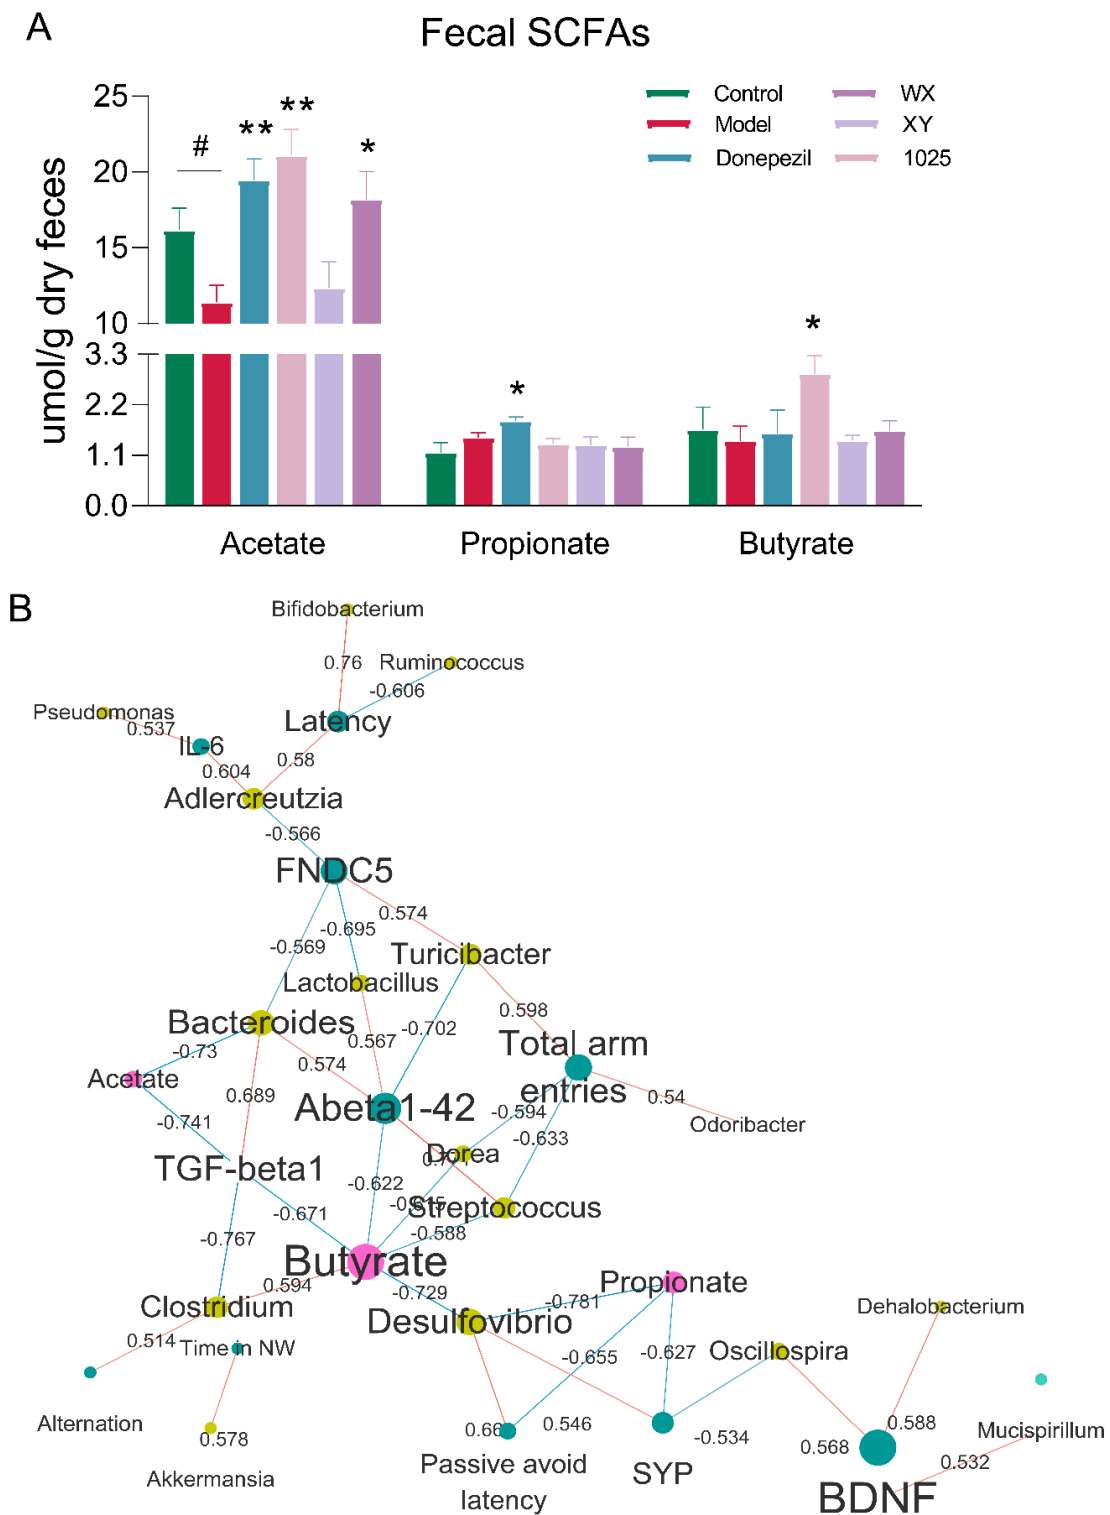 A
Fecal SCFAs
umol/g dry feces
25
20
15
10
3.3
2.2
1.1
0.0
#
**
**
*
*
*
Control
Model
Donepezil
WX
XY
1025
Acetate
Propionate
Butyrate
B
Bifidobacterium
0.76
Ruminococcus
-0.606
Pseudomonas
0.537
Latency
IL-6
0.58
0.604
Adlercreutzia
-0.566
FNDC5
0.574
-0.695
-0.569
Turicibacter
Lactobacillus
0.598
Bacteroides
-0.702
0.567
Total arm
entries
-0.73
0.574
Acetate
0.689
Abeta1-42
-0.594
0.54
Odoribacter
-0.741
-0.633
Dorea
TGF-beta1
-0.622
Streptococcus
-0.671
-0.588
-0.767
Butyrate
0.594
Propionate
-0.729
-0.781
Clostridium
Desulfovibrio
Dehalobacterium
0.514
Time in NW
-0.655
-0.627
Oscillospira
Alternation
0.578
Akkermansia
0.546
-0.534
0.588
0.568
Mucispirillum
0.532
Passive avoid
latency
SYP
BDNF